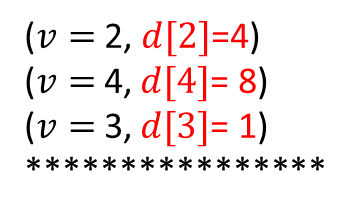 (v = 2, d[2]=4)
(v = 4, d[4]= 8)
(v = 3, d[3]= 1)
****************